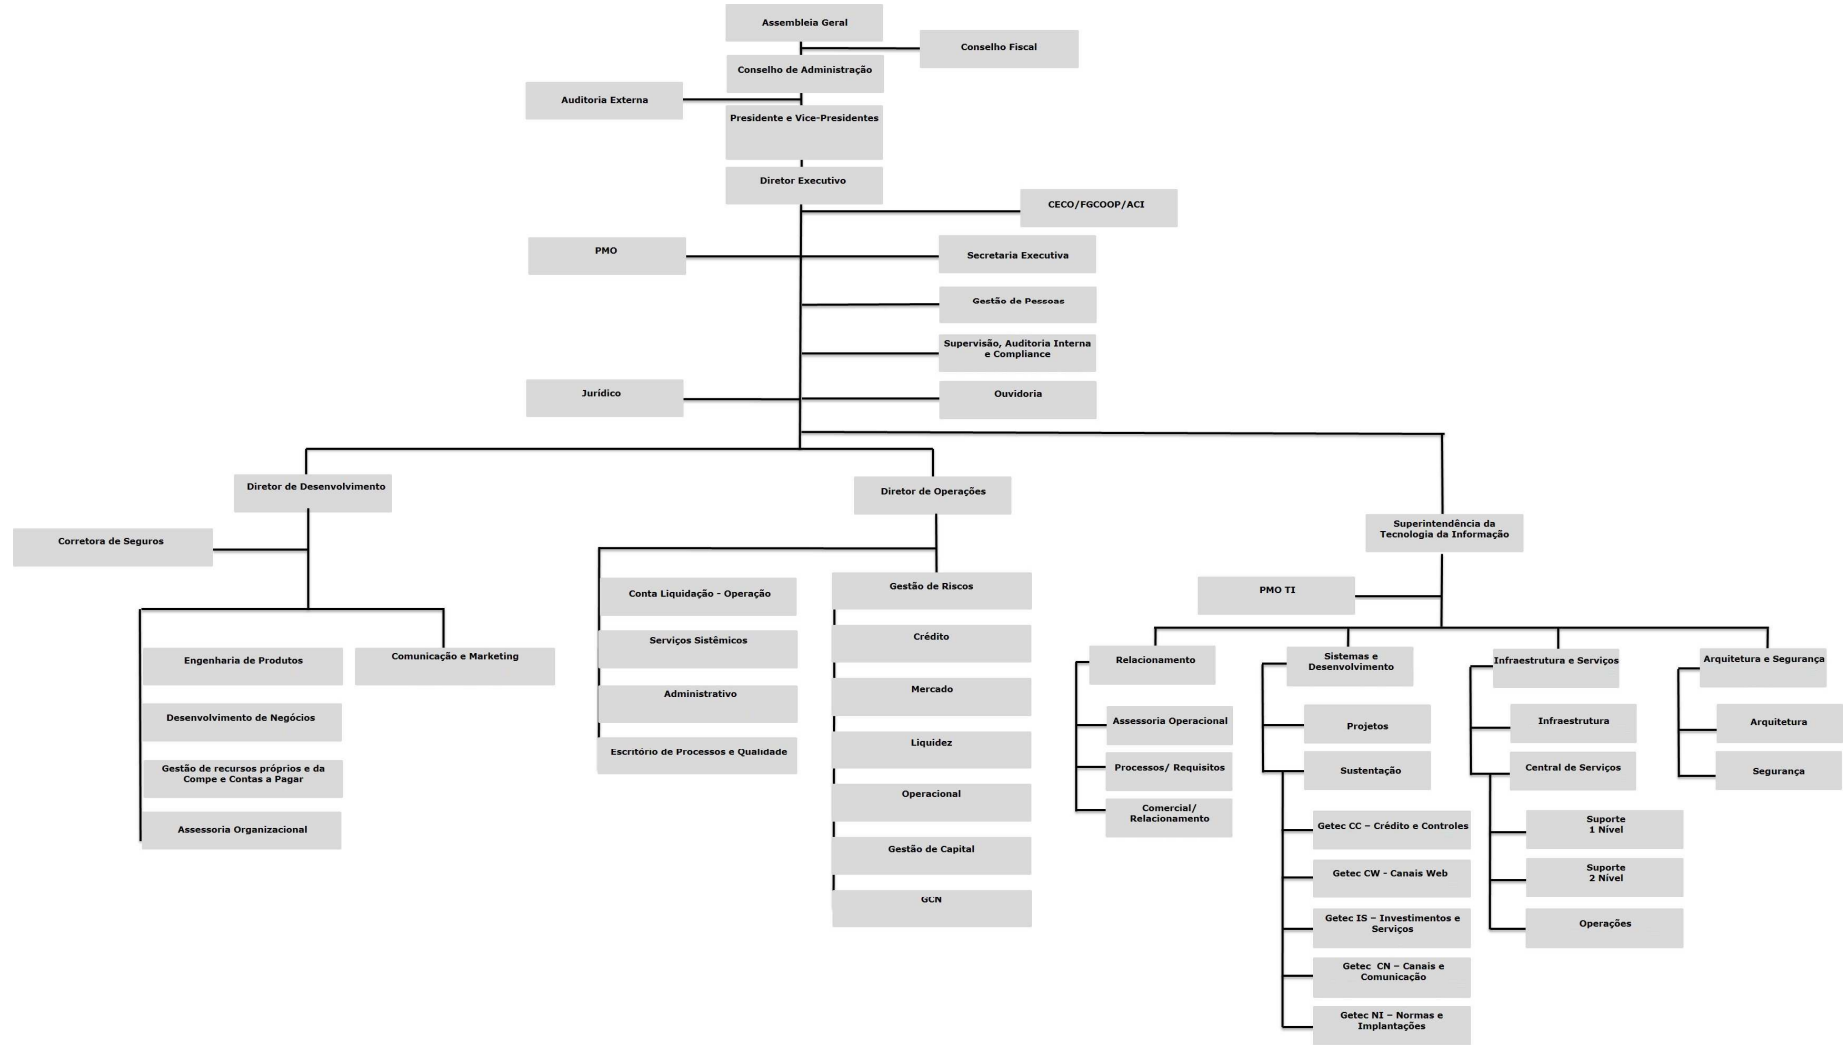 Assembleia Geral
Conselho Fiscal
Conselho de Administração
Auditoria Externa
Presidente e Vice-Presidentes
Diretor Executivo
CECO/FGCOOP/ACI
PMO
Secretaria Executiva
Gestão de Pessoas
Supervisão, Auditoria Interna
e Compliance
Jurídico
Ouvidoria
Diretor de Desenvolvimento
Corretora de Seguros
Engenharia de Produtos
Comunicação e Marketing
Desenvolvimento de Negócios
Gestão de recursos próprios e da
Compe e Contas a Pagar
Assessoria Organizacional
Diretor de Operações
Conta Liquidação - Operação
Serviços Sistêmicos
Administrativo
Escritório de Processos e Qualidade
Gestão de Riscos
Crédito
Mercado
Liquidez
Operacional
Gestão de Capital
GCN
Superintendência da
Tecnologia da Informação
PMO TI
Relacionamento
Assessoria Operacional
Processos/ Requisitos
Comercial/
Relacionamento
Sistemas e
Desenvolvimento
Projetos
Sustentação
Getec CC – Crédito e Controles
Getec CW - Canais Web
Getec IS – Investimentos e
Serviços
Getec CN – Canais e
Comunicação
Getec NI – Normas e
Implantações
Infraestrutura e Serviços
Infraestrutura
Central de Serviços
Suporte
1 Nível
Suporte
2 Nível
Operações
Arquitetura e Segurança
Arquitetura
Segurança